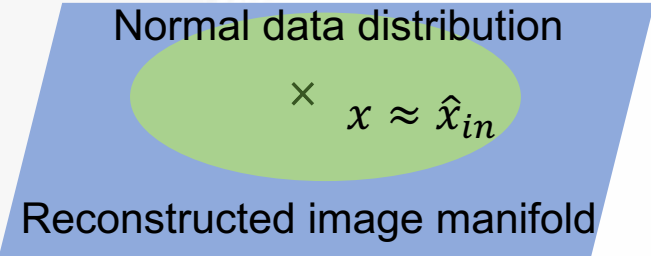 Normal data distribution
× x ≈ x̂_in
Reconstructed image manifold